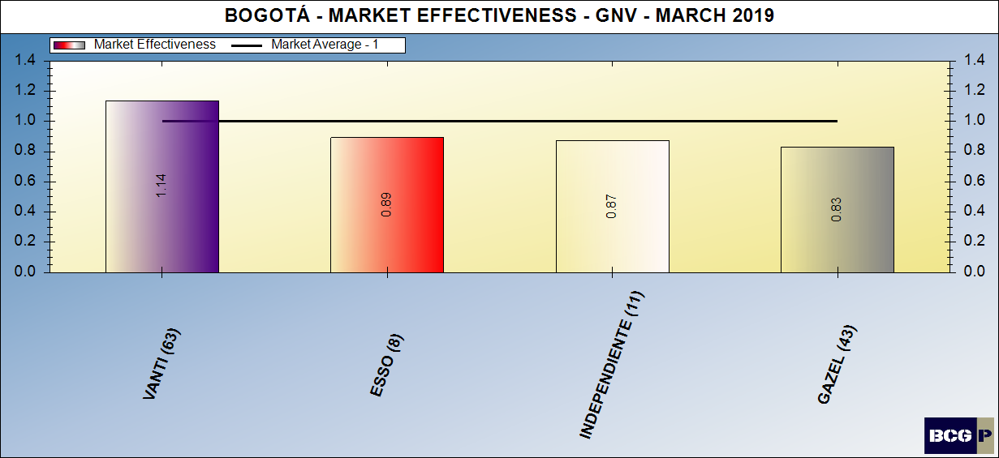 BOGOTÁ - MARKET EFFECTIVENESS - GNV - MARCH 2019
Market Effectiveness Market Average - 1
1.4 1.4
1.2 1.2
1.0 1.0
0.8 0.8
0.6 0.6
0.4 0.4
0.2 0.2
0.0 0.0
1.14
0.89
0.87
0.83
VANTI (63)
ESSO (8)
INDEPENDIENTE (11)
GAZEL (43)
BCG P